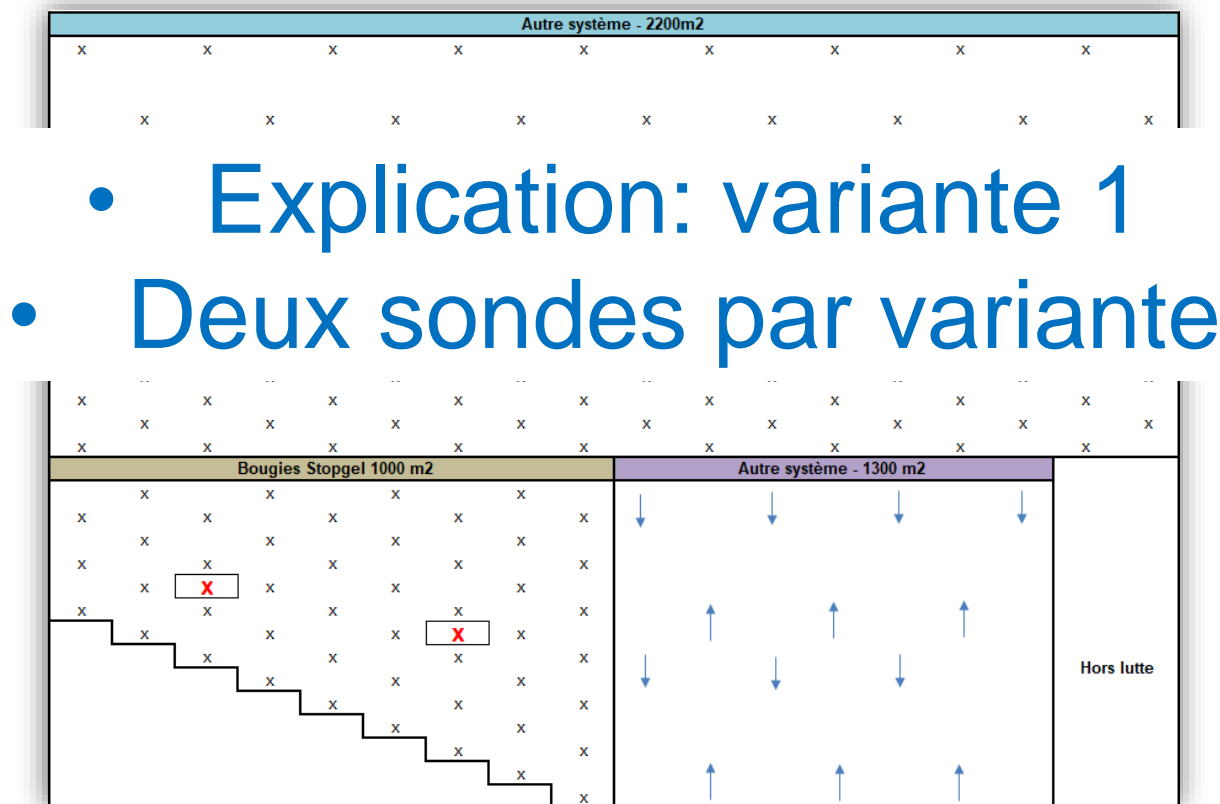 Autre système - 2200m2
x x x x x x x x x
x x x x x x x x x
• Explication: variante 1
• Deux sondes par variante
x x x x x x x x x
x x x x x x x x x
x x x x x x x x x
Bougies Stopgel 1000 m2
Autre système - 1300 m2
x x x x
x x x x x
x x x x
x x x x x
x X x x x
x x x x x
x x x X x
x x x x
x x x
x x x
x x
x x
x
x
Hors lutte